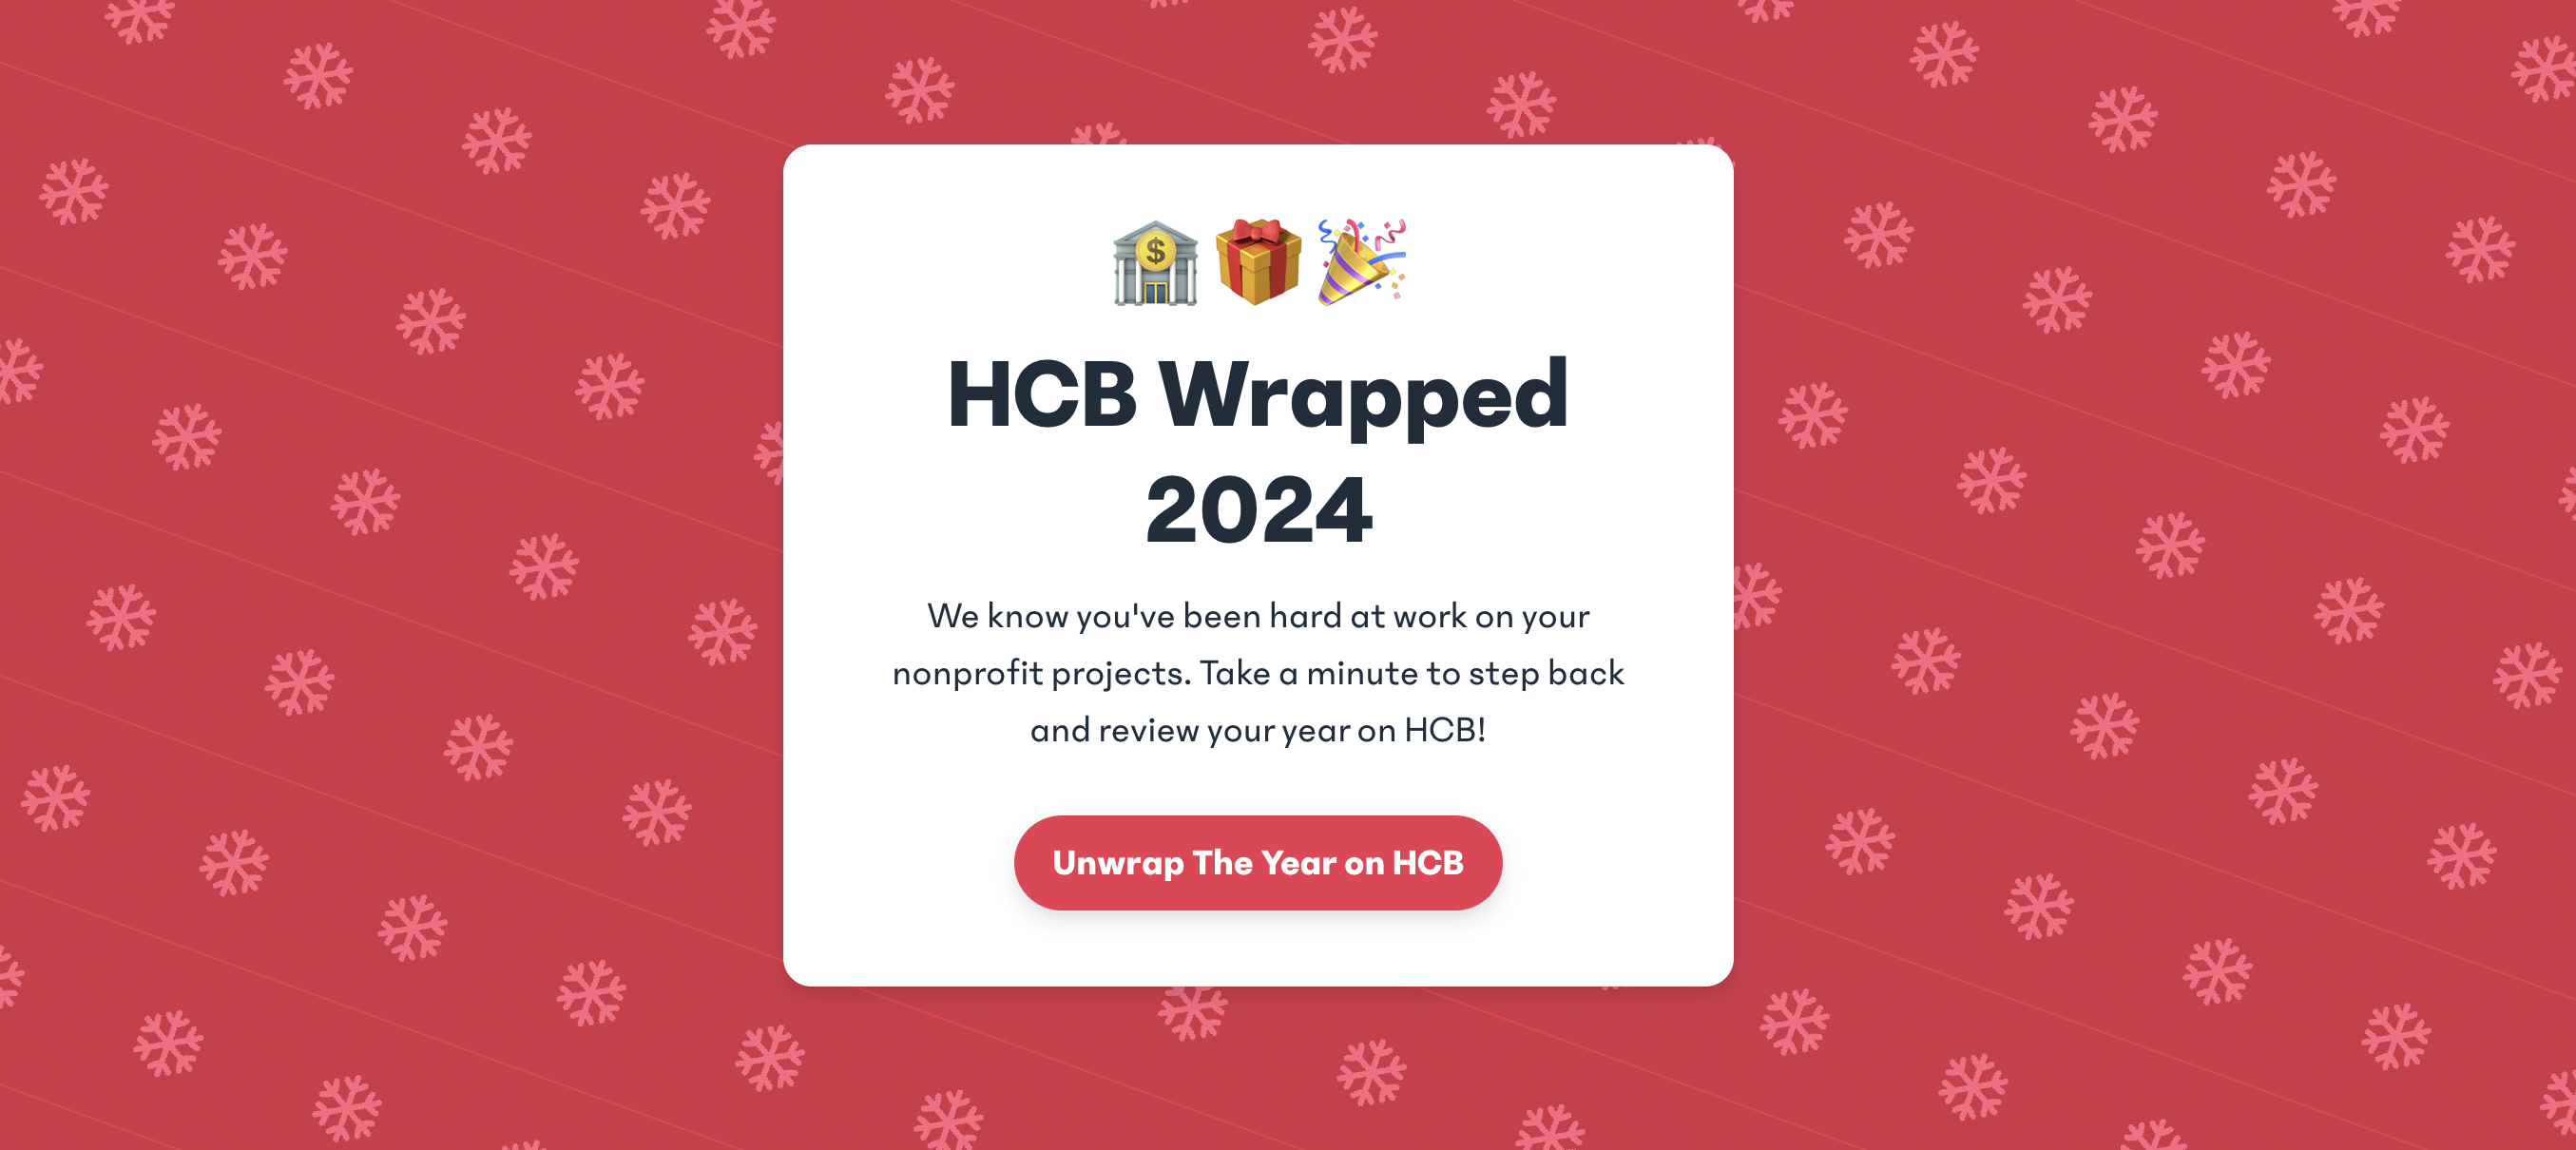 HCB Wrapped
2024
We know you've been hard at work on your
nonprofit projects. Take a minute to step back
and review your year on HCB!
Unwrap The Year on HCB